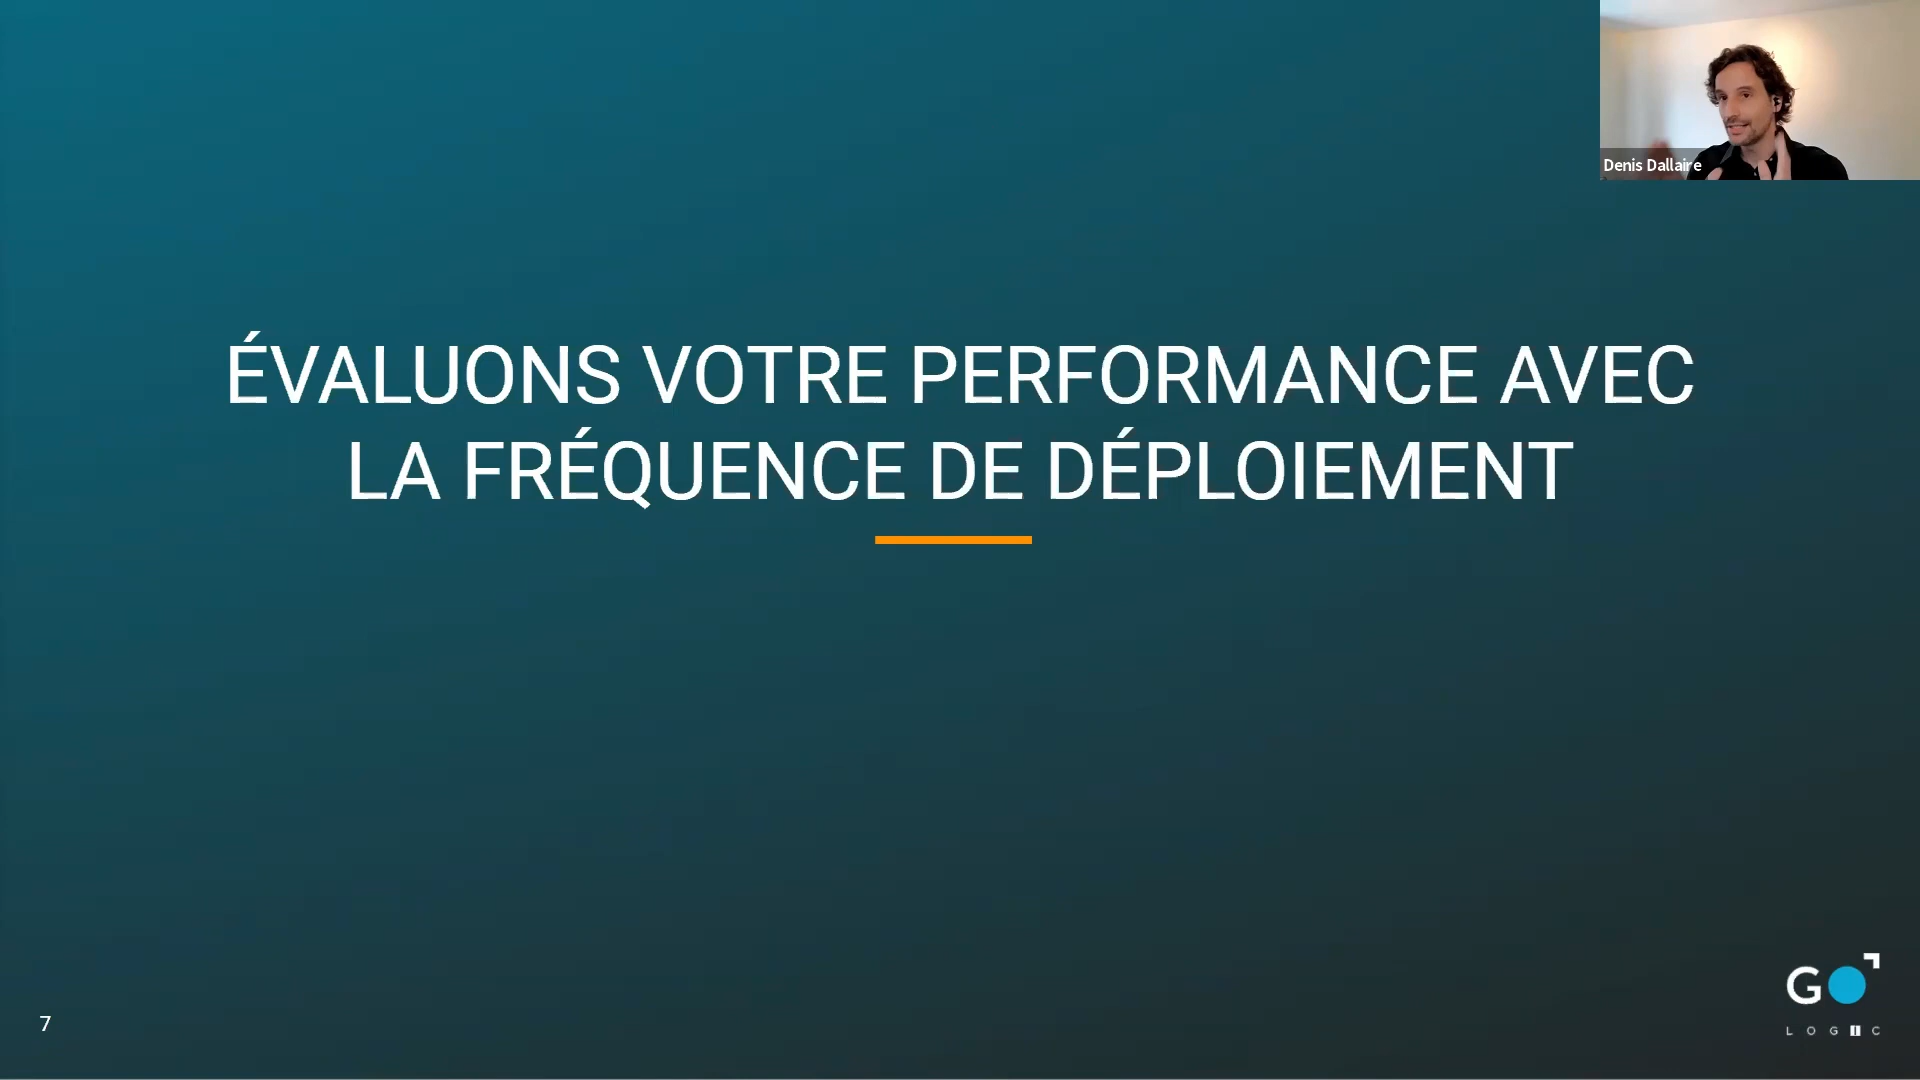 Denis Dallaire
ÉVALUONS VOTRE PERFORMANCE AVEC
LA FRÉQUENCE DE DÉPLOIEMENT
7
GO
LOGIC